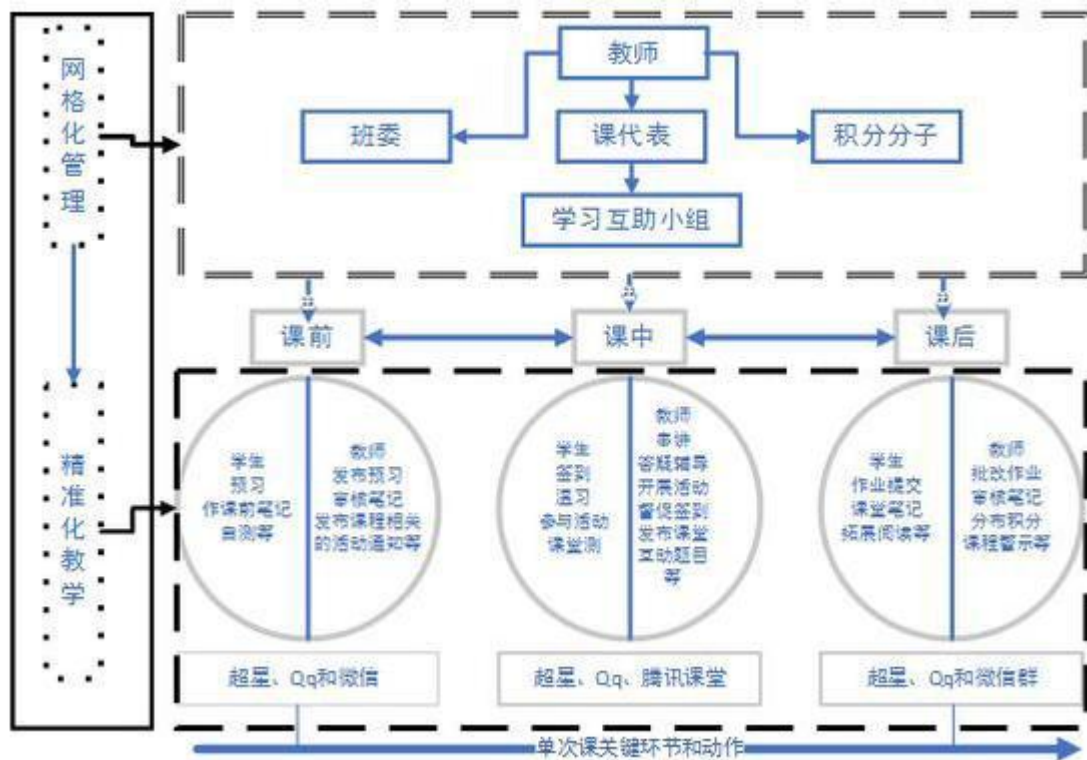 网格化管理
教师
班委
课代表
积分分子
学习互助小组
课前
课中
课后
精准化教学
学生
预习
作课前笔记
自测等
教师
发布预习
审核笔记
发布课程相关
的活动通知等
学生
签到
温习
参与活动
课堂测
教师
串讲
答疑辅导
开展活动
督促签到
发布课堂
互动题目
等
学生
作业提交
课堂笔记
拓展阅读等
教师
批改作业
审核笔记
分布积分
课程警示等
超星、Qq和微信
超星、Qq、腾讯课堂
超星、Qq和微信群
单次课关键环节和动作